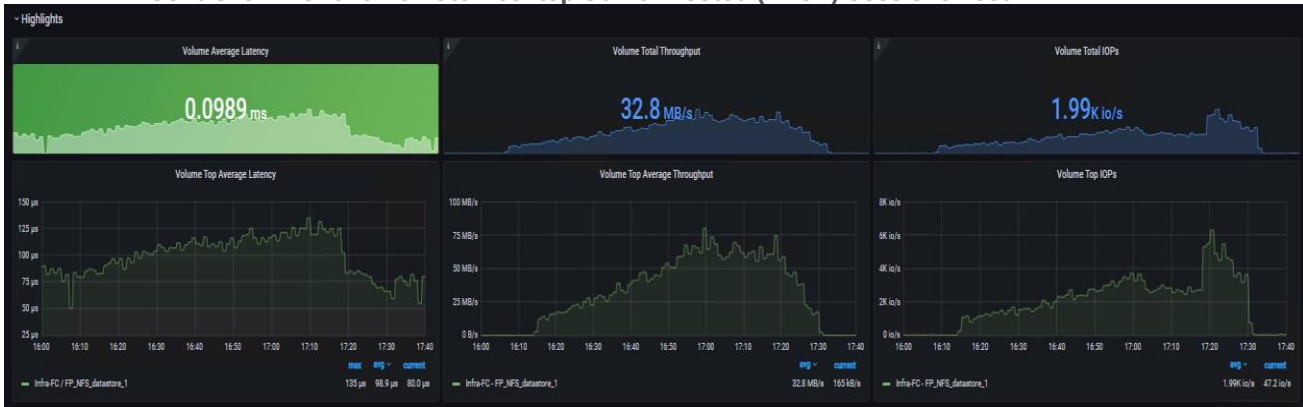 Highlights
Volume Average Latency
Volume Total Throughput
Volume Total IOPs
0.0989 ms
32.8 MB/s
1.99K io/s
Volume Top Average Latency
Volume Top Average Throughput
Volume Top IOPs
150 µs
125 µs
100 µs
75 µs
50 µs
25 µs
16:00 16:10 16:20 16:30 16:40 16:50 17:00 17:10 17:20 17:30 17:40
max avg current
Infra-FC / FP_NFS_datastore_1 135 µs 98.9 µs 80.0 µs
100 MB/s
75 MB/s
50 MB/s
25 MB/s
0 B/s
16:00 16:10 16:20 16:30 16:40 16:50 17:00 17:10 17:20 17:30 17:40
avg current
Infra-FC - FP_NFS_datastore_1 32.8 MB/s 165 kB/s
8K io/s
6K io/s
4K io/s
2K io/s
0 io/s
16:00 16:10 16:20 16:30 16:40 16:50 17:00 17:10 17:20 17:30 17:40
avg current
Infra-FC - FP_NFS_datastore_1 1.99K io/s 47.2 io/s